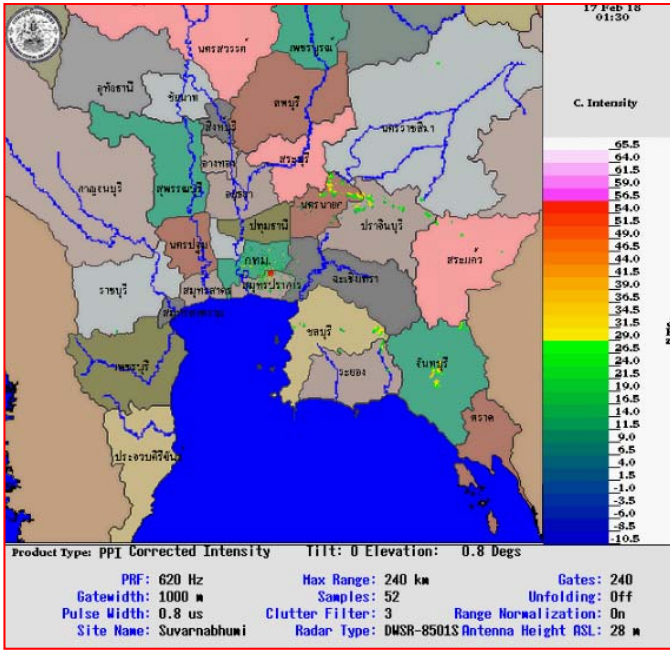 17 Feb 18
01:30
C. Intensity
นครสวรรค์
เพชรบูรณ์
อุทัยธานี
ชัยนาท
ลพบุรี
สิงห์บุรี
นครราชสีมา
อ่างทอง
สระบุรี
กาญจนบุรี
สุพรรณบุรี
อยุธยา
นครนายก
ปราจีนบุรี
ปทุมธานี
นครปฐม
กทม.
สระแก้ว
ฉะเชิงเทรา
ราชบุรี
สมุทรสาคร
สมุทรปราการ
สมุทรสงคราม
ชลบุรี
เพชรบุรี
ระยอง
จันทบุรี
ตราด
ประจวบคีรีขันธ์
65.5
64.0
61.5
59.0
56.5
54.0
51.5
49.0
46.5
44.0
41.5
39.0
36.5
34.0
31.5
29.0
26.5
24.0
21.5
19.0
16.5
14.0
11.5
9.0
6.5
4.0
1.5
-1.0
-3.5
-6.0
-8.5
-10.5
Product Type: PPI Corrected Intensity Tilt: 0 Elevation: 0.8 Degs
PRF: 620 Hz Max Range: 240 km Gates: 240
Gatewidth: 1000 m Samples: 52 Unfolding: Off
Pulse Width: 0.8 us Clutter Filter: 3 Range Normalization: On
Site Name: Suvarnabhumi Radar Type: DWSR-8501S Antenna Height ASL: 28 m